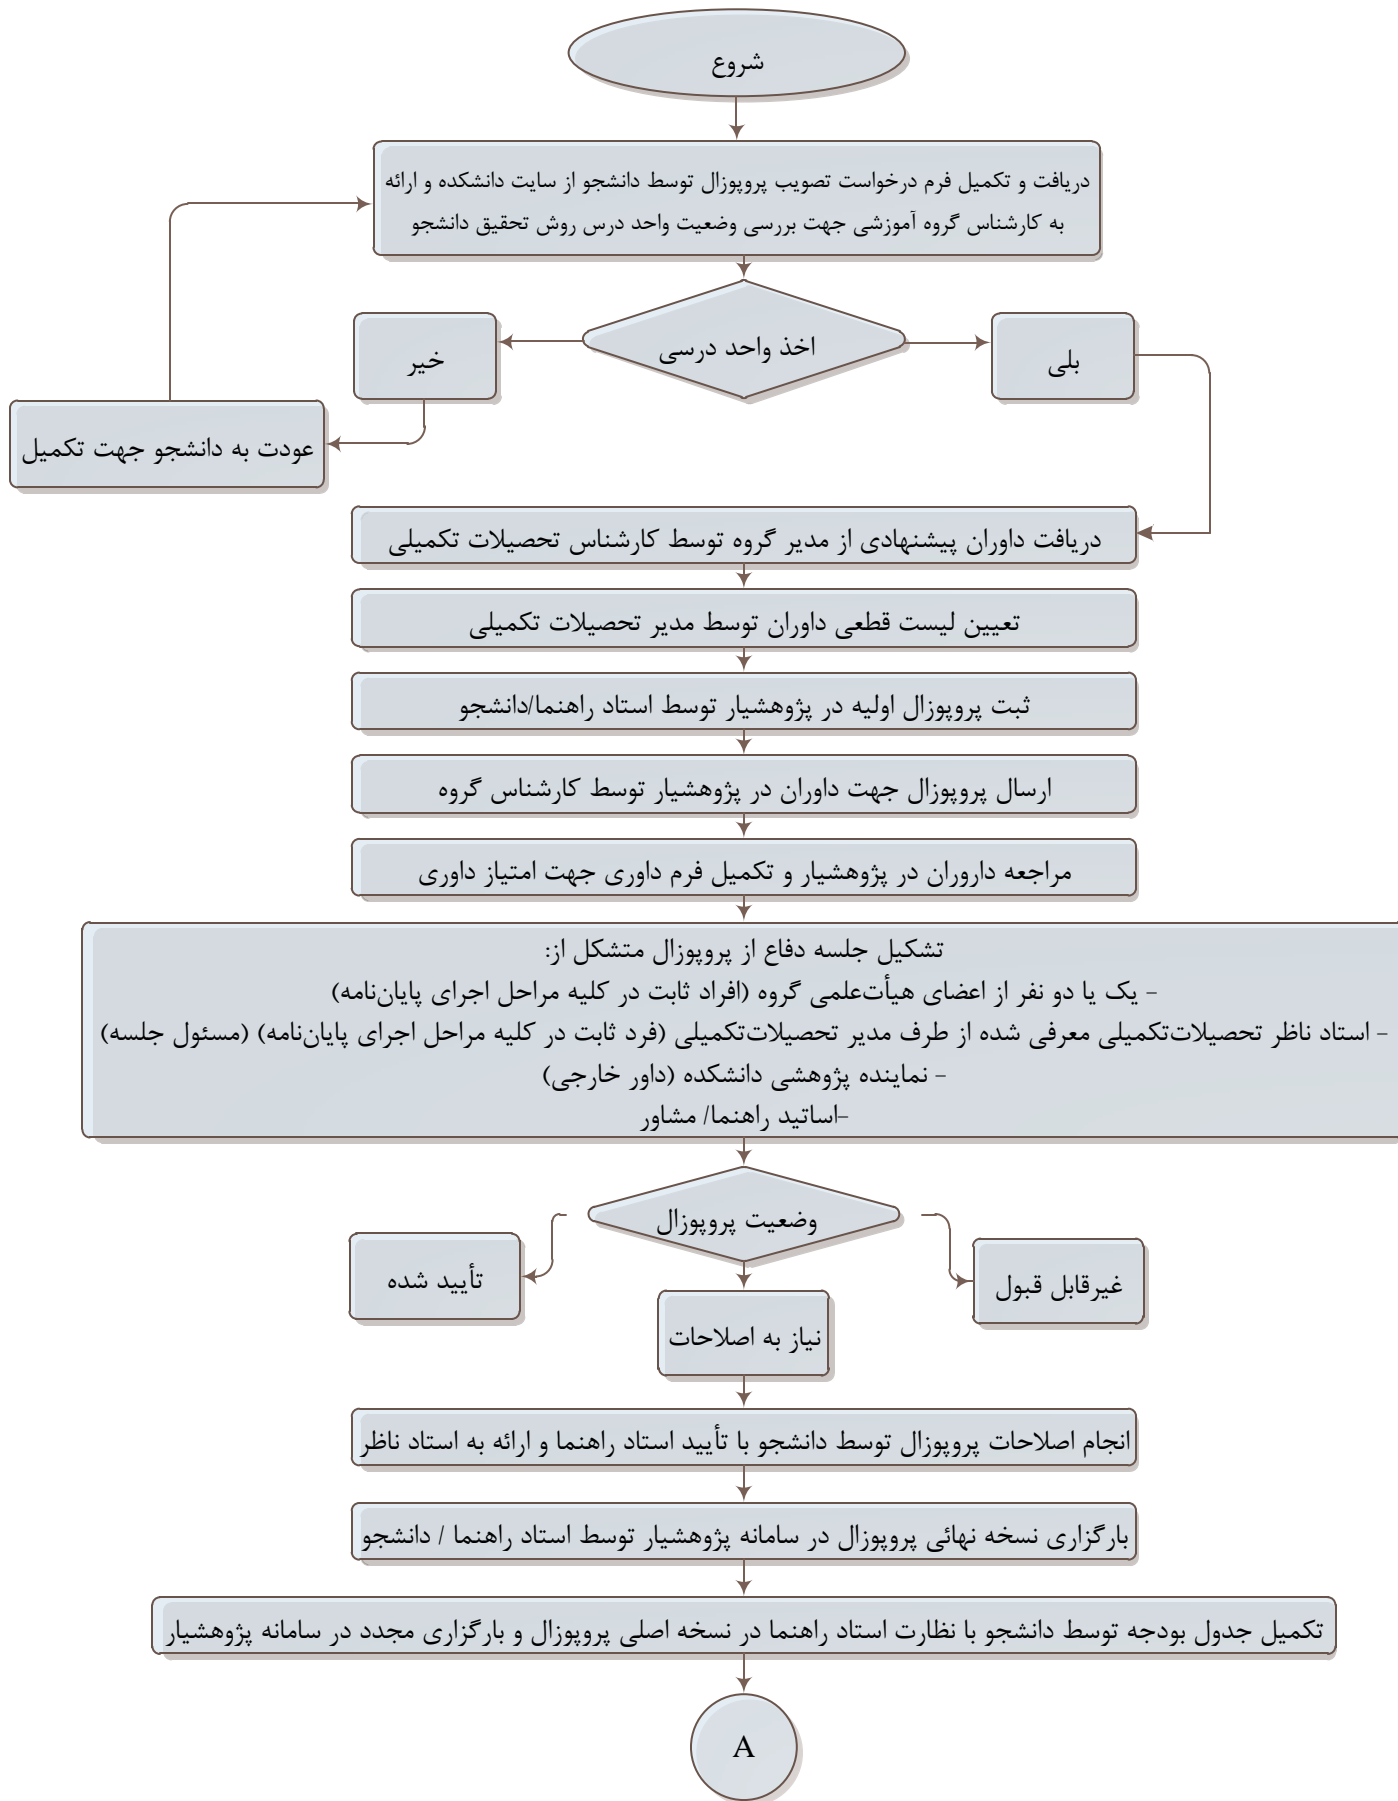 شروع
دریافت و تکمیل فرم درخواست تصویب پروپوزال توسط دانشجو از سایت دانشکده و ارائه
به کارشناس گروه آموزشی جهت بررسی وضعیت واحد درس روش تحقیق دانشجو
اخذ واحد درسی
بلی
خیر
عودت به دانشجو جهت تکمیل
دریافت داوران پیشنهادی از مدیر گروه توسط کارشناس تحصیلات تکمیلی
تعیین لیست قطعی داوران توسط مدیر تحصیلات تکمیلی
ثبت پروپوزال اولیه در پژوهشیار توسط استاد راهنما/دانشجو
ارسال پروپوزال جهت داوران در پژوهشیار توسط کارشناس گروه
مراجعه داروران در پژوهشیار و تکمیل فرم داوری جهت امتیاز داوری
تشکیل جلسه دفاع از پروپوزال متشکل از:
- یک یا دو نفر از اعضای هیأت‌علمی گروه (افراد ثابت در کلیه مراحل اجرای پایان‌نامه)
- استاد ناظر تحصیلات‌تکمیلی معرفی شده از طرف مدیر تحصیلات‌تکمیلی (فرد ثابت در کلیه مراحل اجرای پایان‌نامه) (مسئول جلسه)
- نماینده پژوهشی دانشکده (داور خارجی)
-اساتید راهنما/ مشاور
وضعیت پروپوزال
غیرقابل قبول
تأیید شده
نیاز به اصلاحات
انجام اصلاحات پروپوزال توسط دانشجو با تأیید استاد راهنما و ارائه به استاد ناظر
بارگزاری نسخه نهائی پروپوزال در سامانه پژوهشیار توسط استاد راهنما / دانشجو
تکمیل جدول بودجه توسط دانشجو با نظارت استاد راهنما در نسخه اصلی پروپوزال و بارگزاری مجدد در سامانه پژوهشیار
A